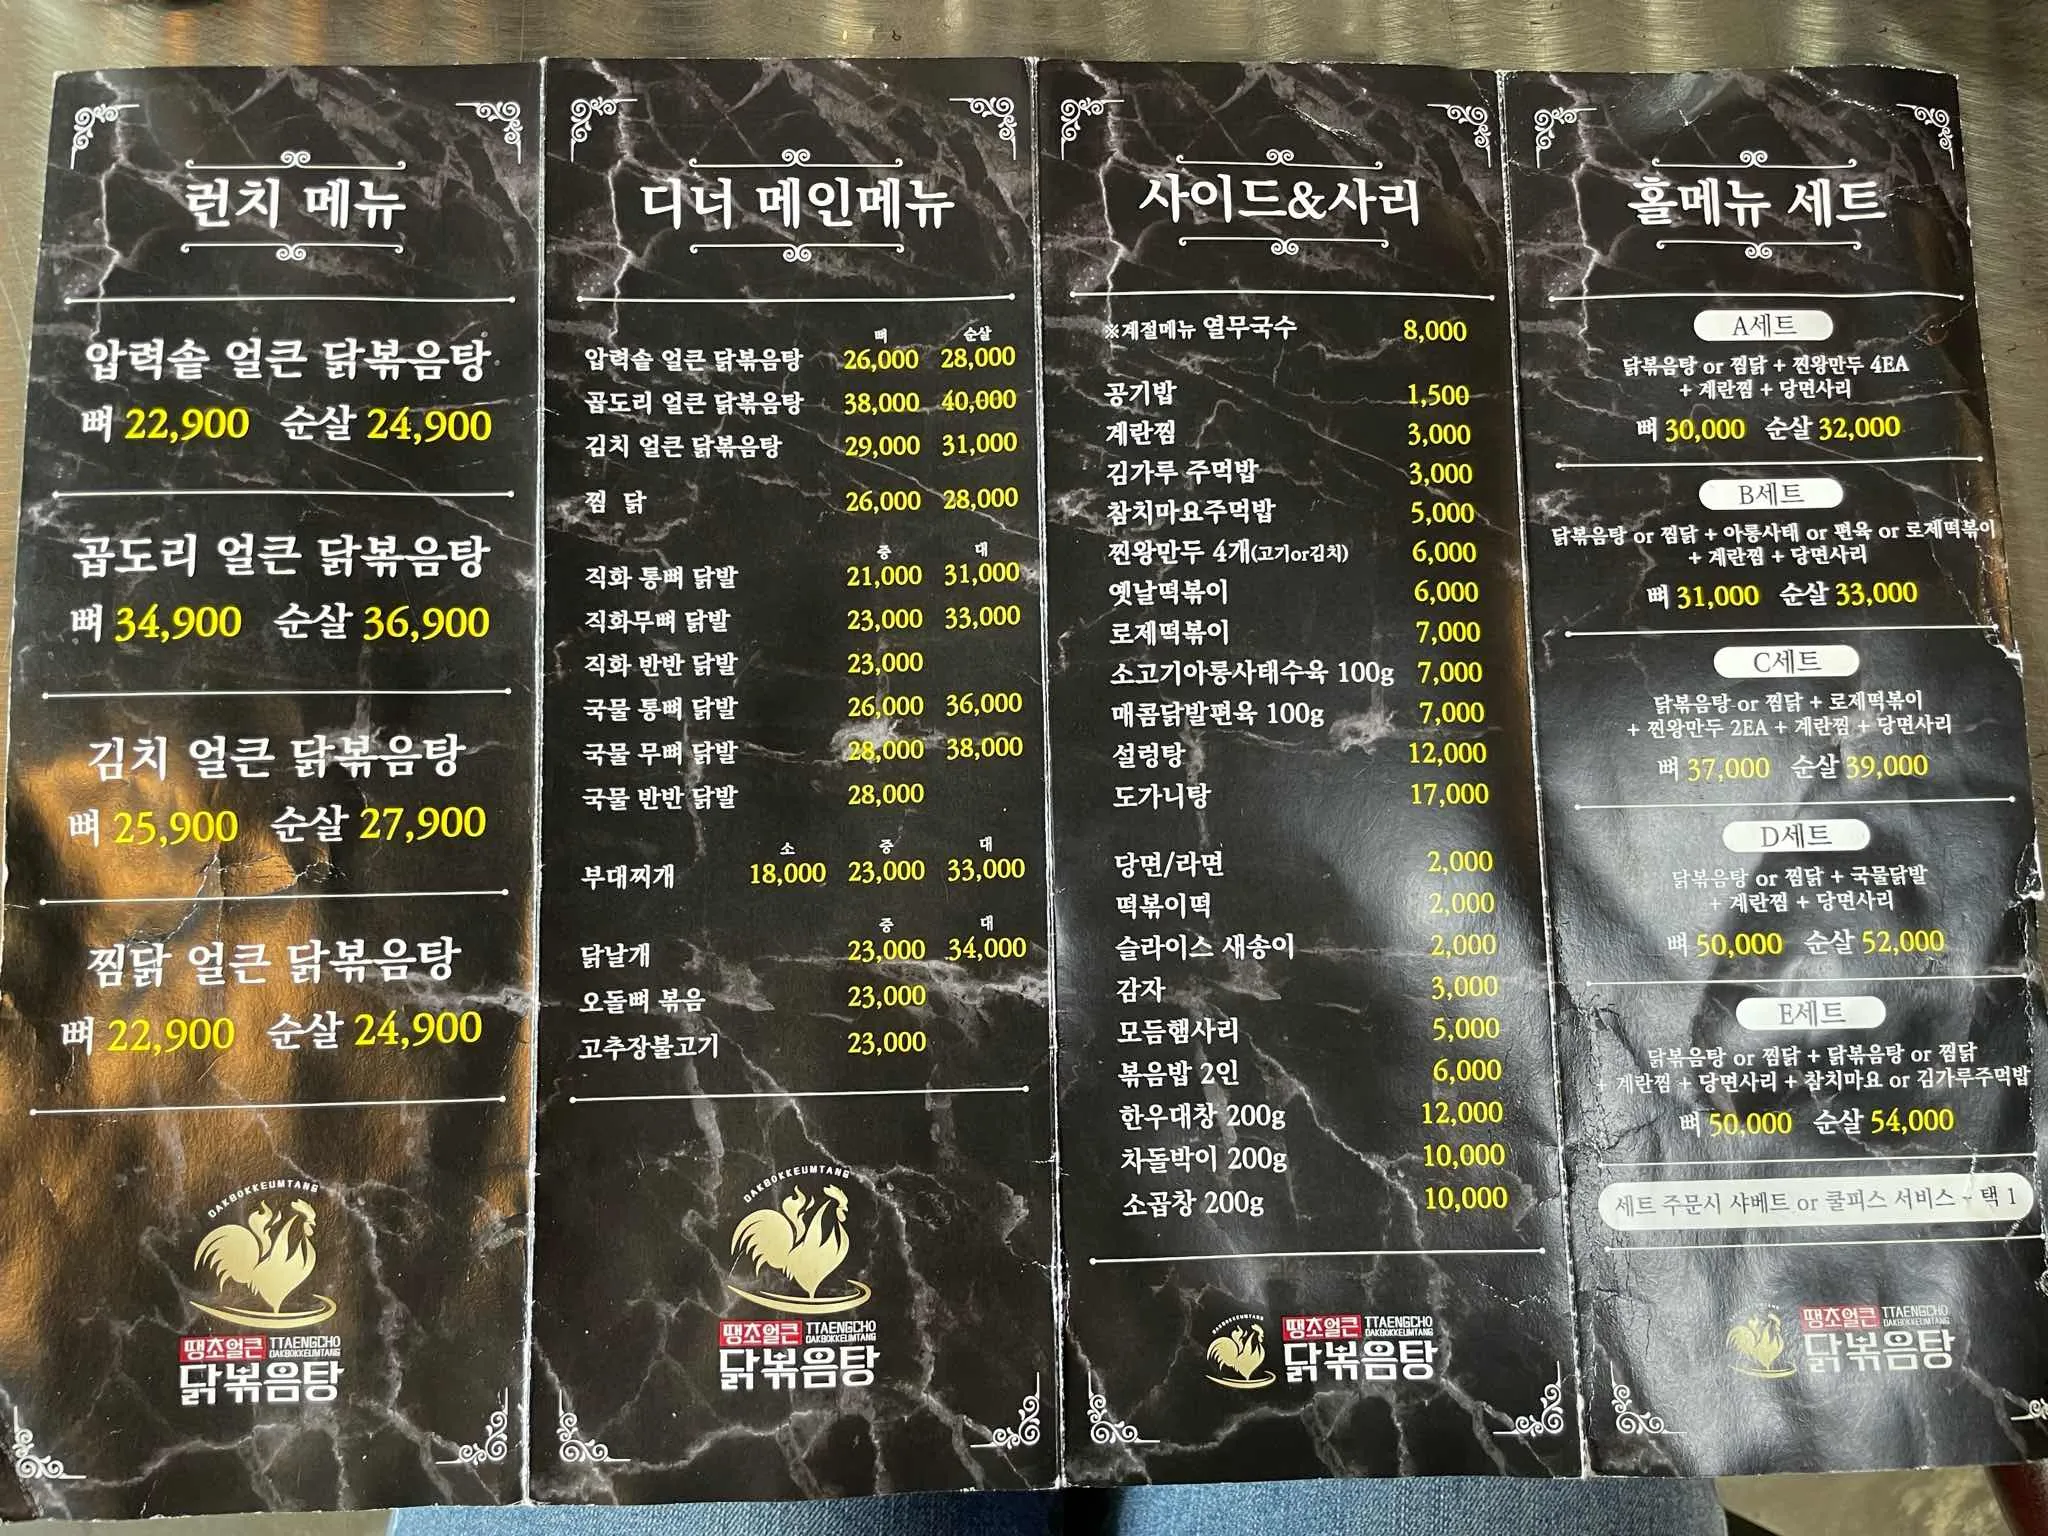 런치 메뉴
압력솥 얼큰 닭볶음탕
뼈 22,900 순살 24,900
곱도리 얼큰 닭볶음탕
뼈 34,900 순살 36,900
김치 얼큰 닭볶음탕
뼈 25,900 순살 27,900
찜닭 얼큰 닭볶음탕
뼈 22,900 순살 24,900
DAKBOKKEUMTANG
땡초얼큰 TTAENGCHO
DAKBOKKEUMTANG
닭볶음탕
디너 메인메뉴
뼈 순살
압력솥 얼큰 닭볶음탕 26,000 28,000
곱도리 얼큰 닭볶음탕 38,000 40,000
김치 얼큰 닭볶음탕 29,000 31,000
찜 닭 26,000 28,000
중 대
직화 통뼈 닭발 21,000 31,000
직화무뼈 닭발 23,000 33,000
직화 반반 닭발 23,000
국물 통뼈 닭발 26,000 36,000
국물 무뼈 닭발 28,000 38,000
국물 반반 닭발 28,000
소 중 대
부대찌개 18,000 23,000 33,000
중 대
닭날개 23,000 34,000
오돌뼈 볶음 23,000
고추장불고기 23,000
DAKBOKKEUMTANG
땡초얼큰 TTAENGCHO
DAKBOKKEUMTANG
닭볶음탕
사이드&사리
※계절메뉴 열무국수 8,000
공기밥 1,500
계란찜 3,000
김가루 주먹밥 3,000
참치마요주먹밥 5,000
찐왕만두 4개(고기or김치) 6,000
옛날떡볶이 6,000
로제떡볶이 7,000
소고기아롱사태수육 100g 7,000
매콤닭발편육 100g 7,000
설렁탕 12,000
도가니탕 17,000
당면/라면 2,000
떡볶이떡 2,000
슬라이스 새송이 2,000
감자 3,000
모듬햄사리 5,000
볶음밥 2인 6,000
한우대창 200g 12,000
차돌박이 200g 10,000
소곱창 200g 10,000
DAKBOKKEUMTANG
땡초얼큰 TTAENGCHO
DAKBOKKEUMTANG
닭볶음탕
홀메뉴 세트
A세트
닭볶음탕 or 찜닭 + 찐왕만두 4EA
+ 계란찜 + 당면사리
뼈 30,000 순살 32,000
B세트
닭볶음탕 or 찜닭 + 아롱사태 or 편육 or 로제떡볶이
+ 계란찜 + 당면사리
뼈 31,000 순살 33,000
C세트
닭볶음탕 or 찜닭 + 로제떡볶이
+ 찐왕만두 2EA + 계란찜 + 당면사리
뼈 37,000 순살 39,000
D세트
닭볶음탕 or 찜닭 + 국물닭발
+ 계란찜 + 당면사리
뼈 50,000 순살 52,000
E세트
닭볶음탕 or 찜닭 + 닭볶음탕 or 찜닭
+ 계란찜 + 당면사리 + 참치마요 or 김가루주먹밥
뼈 50,000 순살 54,000
세트 주문시 샤베트 or 쿨피스 서비스 - 택 1
땡초얼큰 TTAENGCHO
DAKBOKKEUMTANG
닭볶음탕